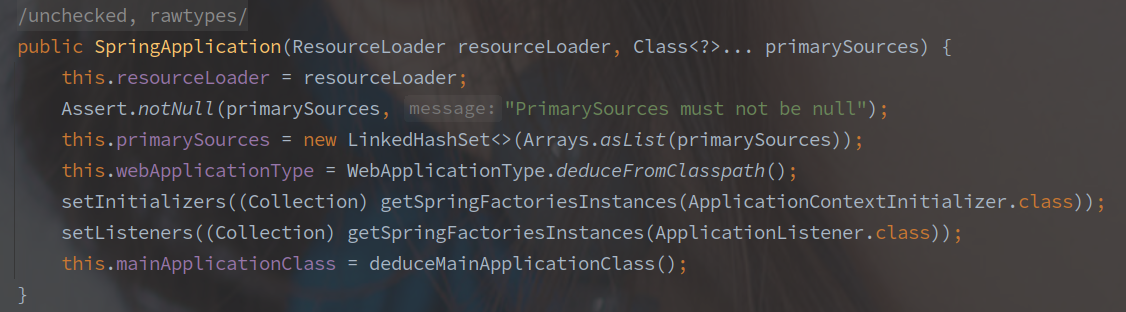 /unchecked, rawtypes/
public SpringApplication(ResourceLoader resourceLoader, Class<?>... primarySources) {
    this.resourceLoader = resourceLoader;
    Assert.notNull(primarySources, message: "PrimarySources must not be null");
    this.primarySources = new LinkedHashSet<>(Arrays.asList(primarySources));
    this.webApplicationType = WebApplicationType.deduceFromClasspath();
    setInitializers((Collection) getSpringFactoriesInstances(ApplicationContextInitializer.class));
    setListeners((Collection) getSpringFactoriesInstances(ApplicationListener.class));
    this.mainApplicationClass = deduceMainApplicationClass();
}